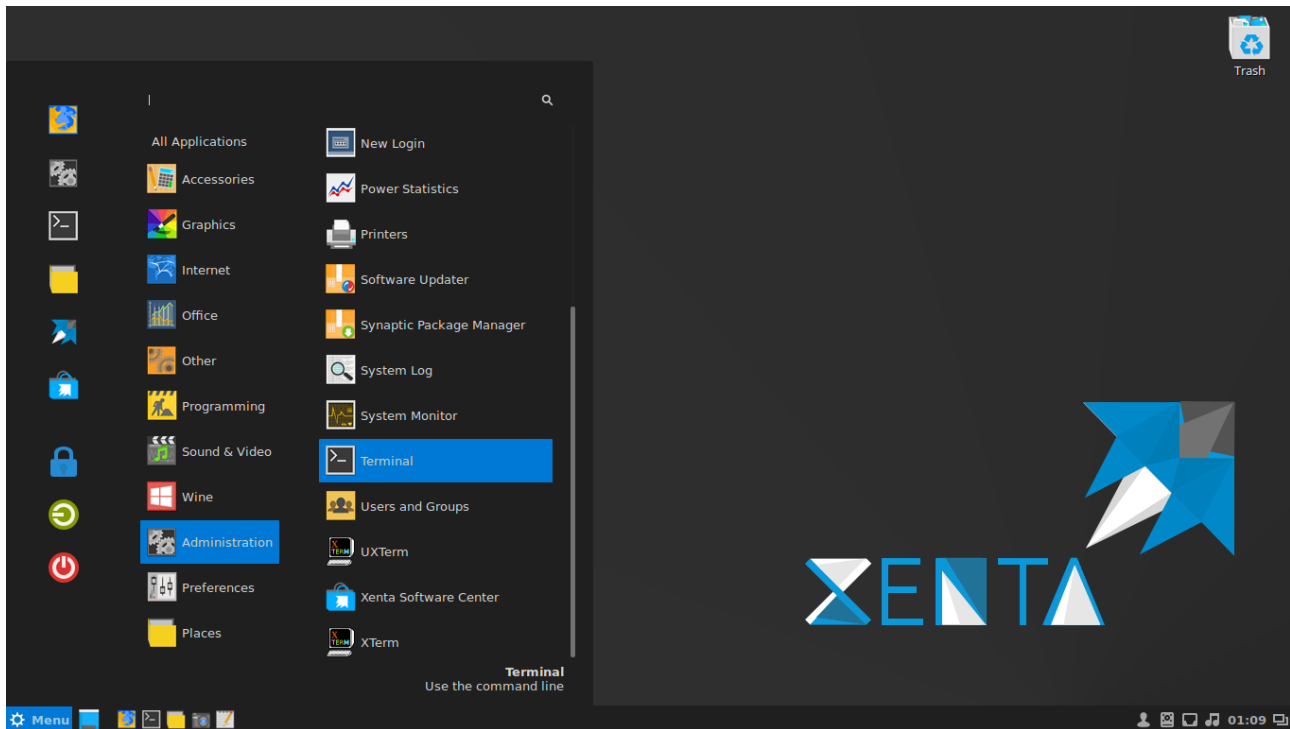 Trash
All Applications
Accessories
Graphics
Internet
Office
Other
Programming
Sound & Video
Wine
Administration
Preferences
Places
New Login
Power Statistics
Printers
Software Updater
Synaptic Package Manager
System Log
System Monitor
Terminal
Users and Groups
UXTerm
Xenta Software Center
XTerm
Terminal
Use the command line
XENTA
Menu
01:09